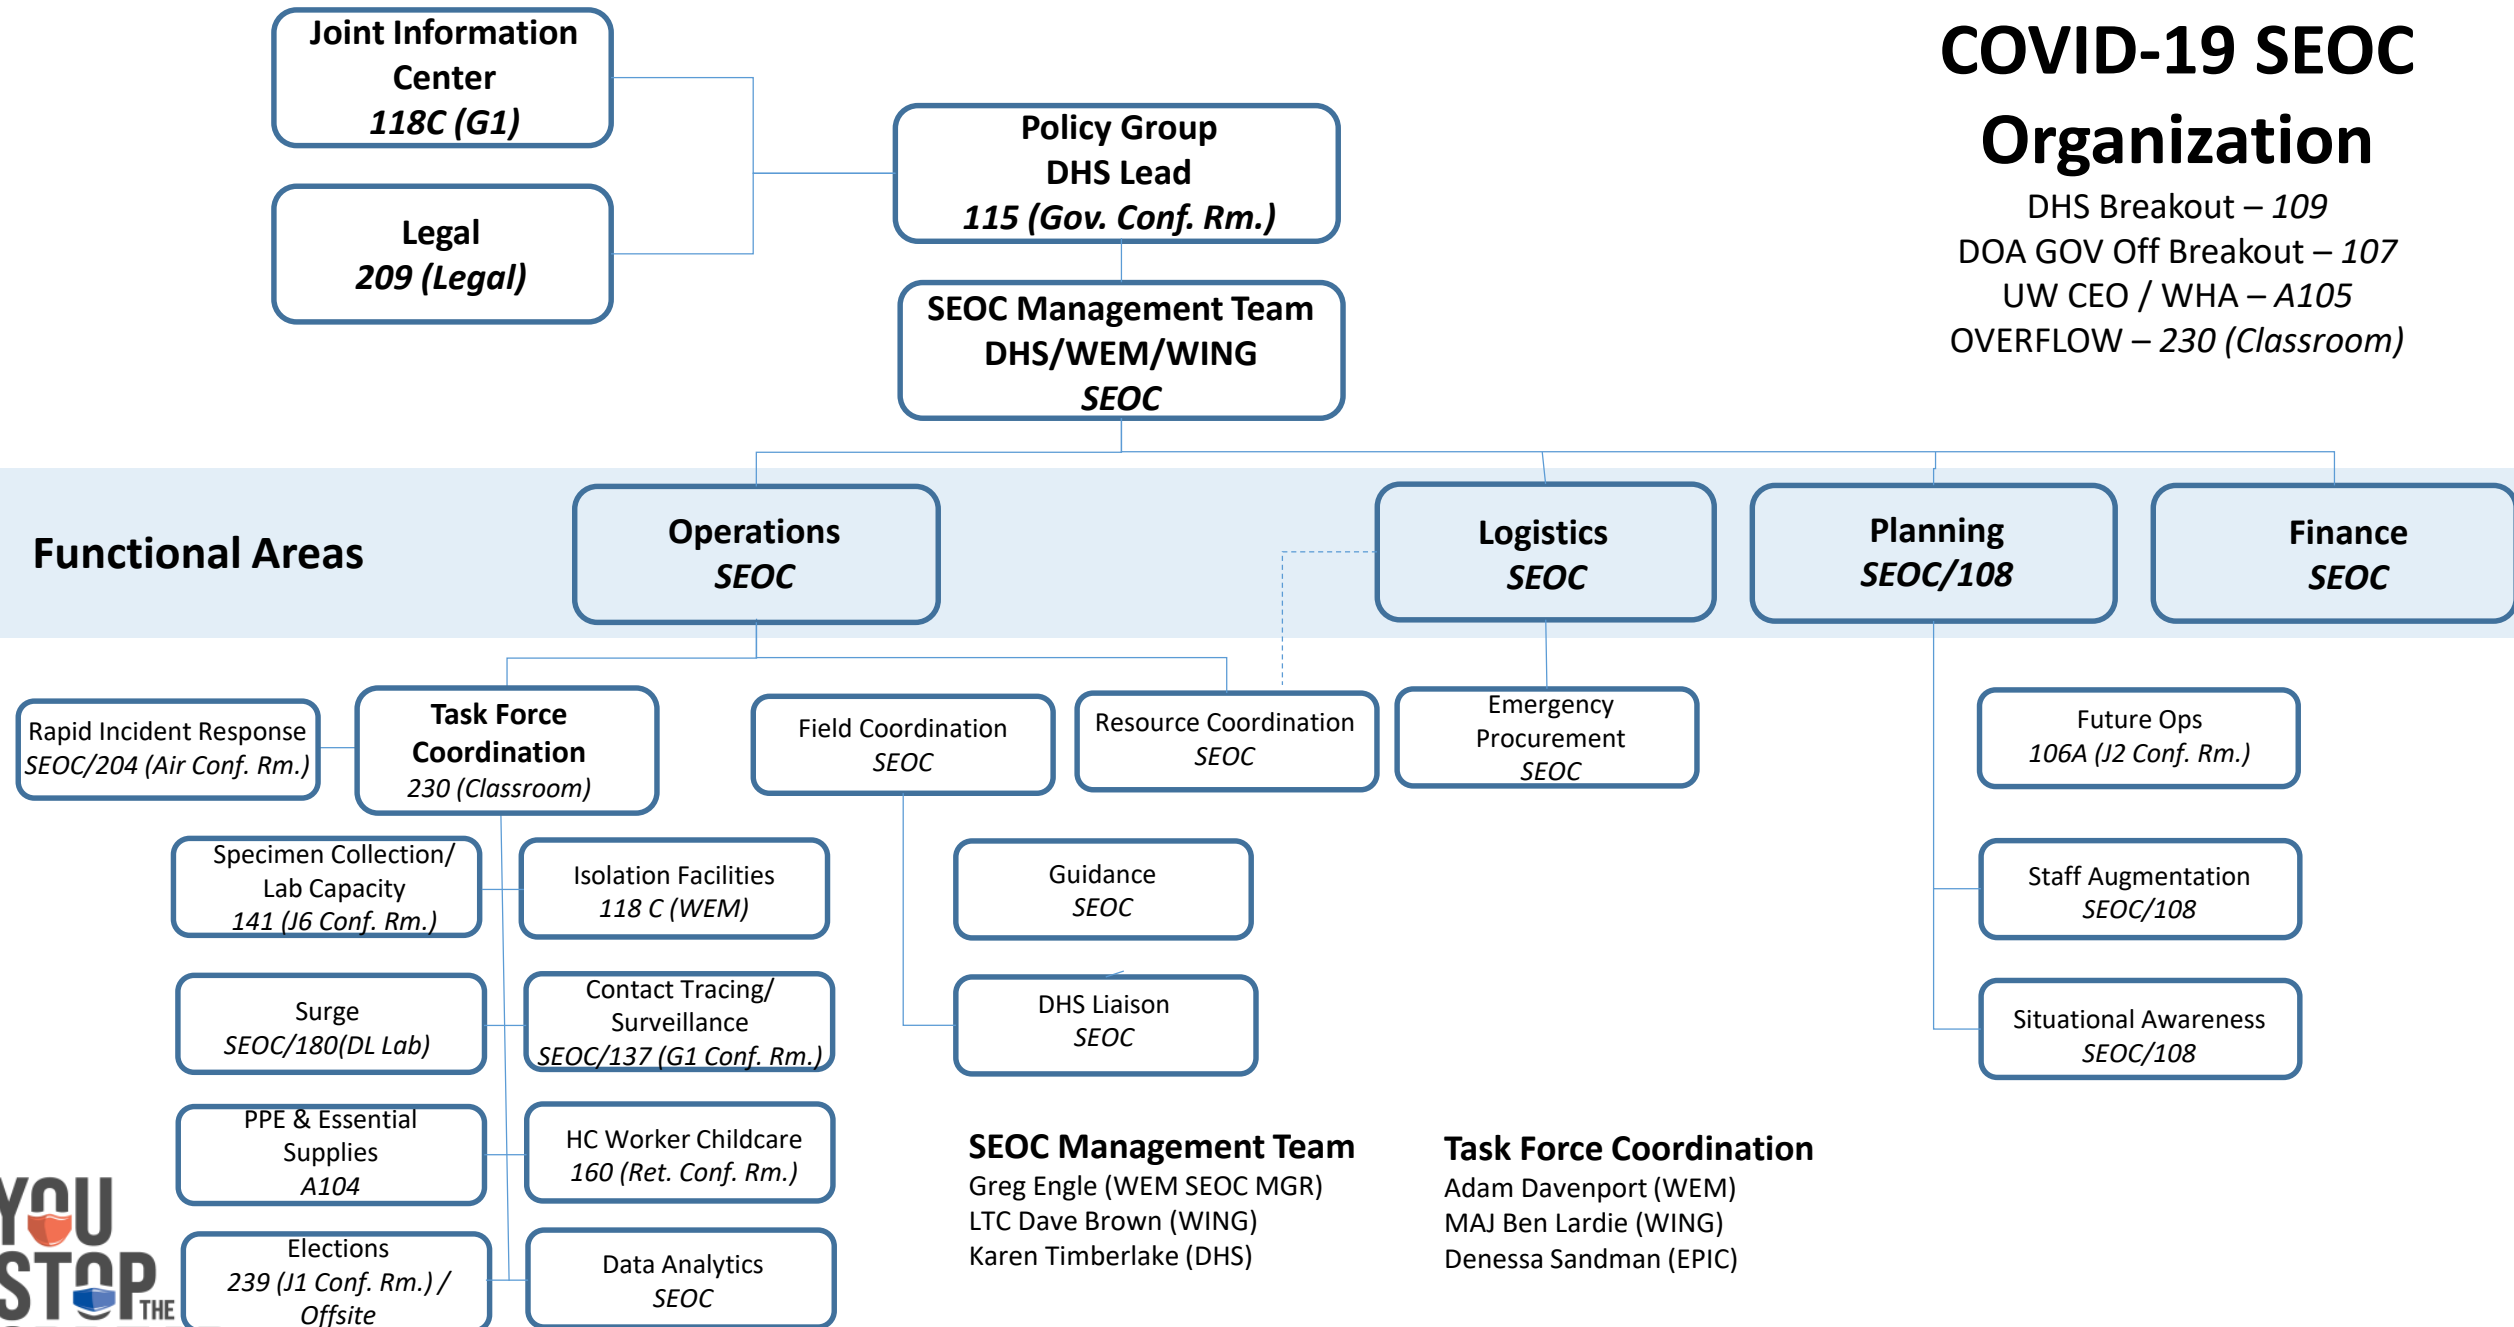 Joint Information
Center
118C (G1)
Legal
209 (Legal)
Policy Group
DHS Lead
115 (Gov. Conf. Rm.)
SEOC Management Team
DHS/WEM/WING
SEOC
COVID-19 SEOC
Organization
DHS Breakout – 109
DOA GOV Off Breakout – 107
UW CEO / WHA – A105
OVERFLOW – 230 (Classroom)
Functional Areas
Operations
SEOC
Logistics
SEOC
Planning
SEOC/108
Finance
SEOC
Rapid Incident Response
SEOC/204 (Air Conf. Rm.)
Task Force
Coordination
230 (Classroom)
Field Coordination
SEOC
Resource Coordination
SEOC
Emergency
Procurement
SEOC
Future Ops
106A (J2 Conf. Rm.)
Specimen Collection/
Lab Capacity
141 (J6 Conf. Rm.)
Isolation Facilities
118 C (WEM)
Guidance
SEOC
Staff Augmentation
SEOC/108
Surge
SEOC/180(DL Lab)
Contact Tracing/
Surveillance
SEOC/137 (G1 Conf. Rm.)
DHS Liaison
SEOC
Situational Awareness
SEOC/108
PPE & Essential
Supplies
A104
HC Worker Childcare
160 (Ret. Conf. Rm.)
Elections
239 (J1 Conf. Rm.) /
Offsite
Data Analytics
SEOC
SEOC Management Team
Greg Engle (WEM SEOC MGR)
LTC Dave Brown (WING)
Karen Timberlake (DHS)
Task Force Coordination
Adam Davenport (WEM)
MAJ Ben Lardie (WING)
Denessa Sandman (EPIC)
YOU
STOP THE